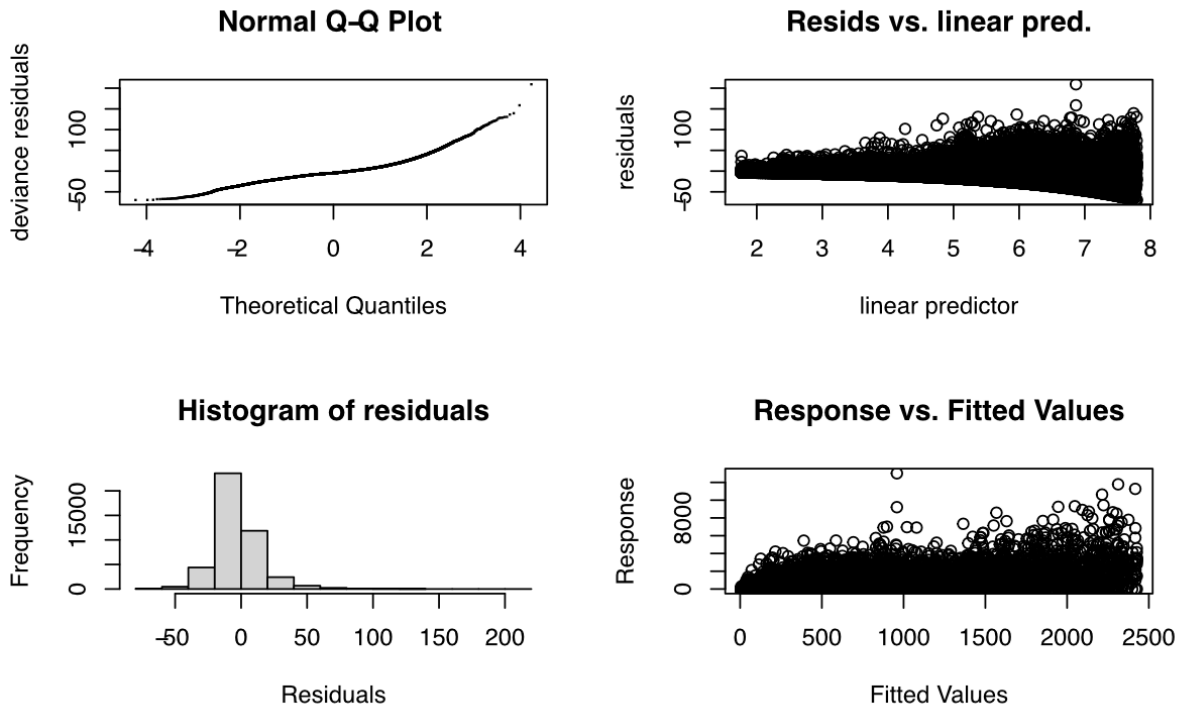 Normal Q-Q Plot
deviance residuals
-50
100
-4
-2
0
2
4
Theoretical Quantiles
Resids vs. linear pred.
residuals
-50
100
2
3
4
5
6
7
8
linear predictor
Histogram of residuals
Frequency
0
15000
-50
0
50
100
150
200
Residuals
Response vs. Fitted Values
Response
0
8000
0
500
1000
1500
2000
2500
Fitted Values